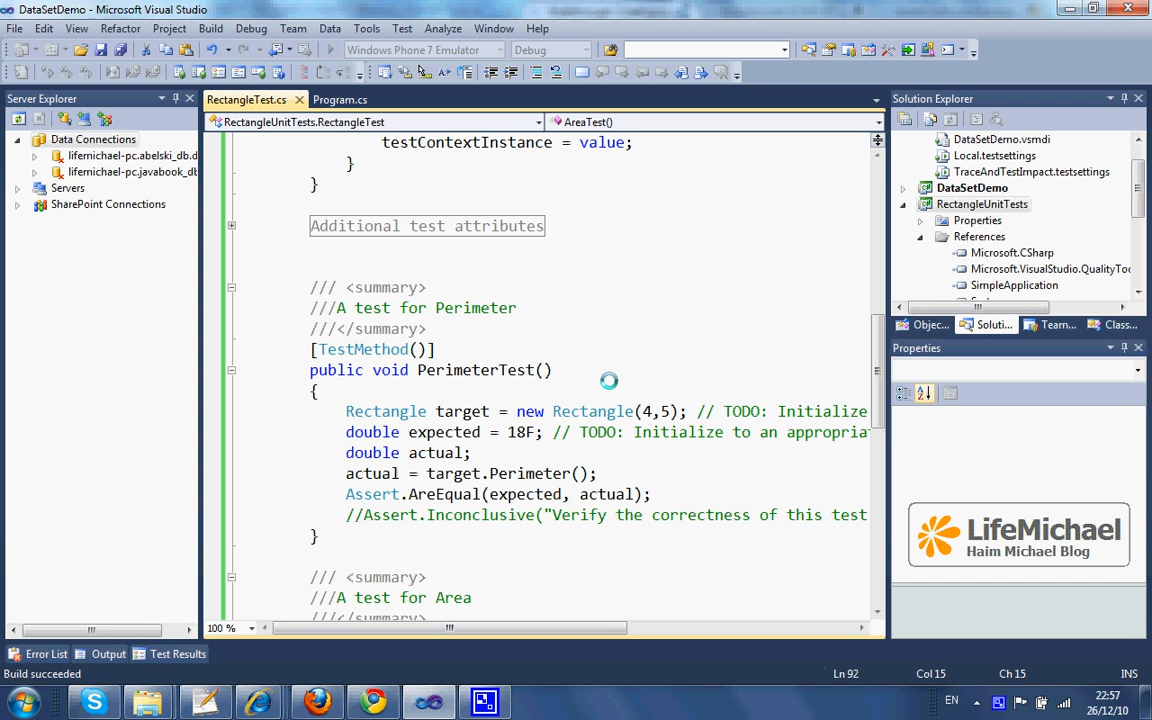 DataSetDemo - Microsoft Visual Studio
File Edit View Refactor Project Build Debug Team Data Tools Test Analyze Window Help
Windows Phone 7 Emulator Debug
Server Explorer
Data Connections
lifemichael-pc.abelski_db.d
lifemichael-pc.javabook_db
Servers
SharePoint Connections
RectangleTest.cs Program.cs
RectangleUnitTests.RectangleTest AreaTest()
testContextInstance = value;
}
}
Additional test attributes
/// <summary>
///A test for Perimeter
///</summary>
[TestMethod()]
public void PerimeterTest()
{
Rectangle target = new Rectangle(4,5); // TODO: Initialize
double expected = 18F; // TODO: Initialize to an appropria
double actual;
actual = target.Perimeter();
Assert.AreEqual(expected, actual);
//Assert.Inconclusive("Verify the correctness of this test
}
/// <summary>
///A test for Area
///</summary>
100 %
Solution Explorer
DataSetDemo.vsmdi
Local.testsettings
TraceAndTestImpact.testsettings
DataSetDemo
RectangleUnitTests
Properties
References
Microsoft.CSharp
Microsoft.VisualStudio.QualityToo
SimpleApplication
Objec... Soluti... Team... Class...
Properties
LifeMichael
Haim Michael Blog
Error List Output Test Results
Build succeeded Ln 92 Col 15 Ch 15 INS
EN 22:57
26/12/10